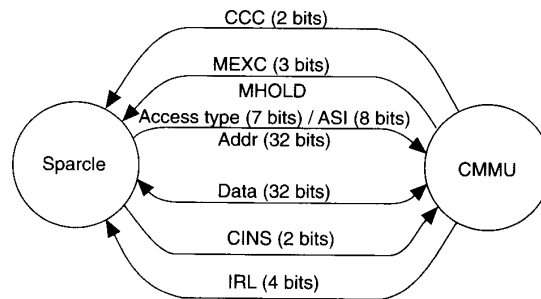 CCC (2 bits)
MEXC (3 bits)
MHOLD
Access type (7 bits) / ASI (8 bits)
Addr (32 bits)
Sparcle
CMMU
Data (32 bits)
CINS (2 bits)
IRL (4 bits)